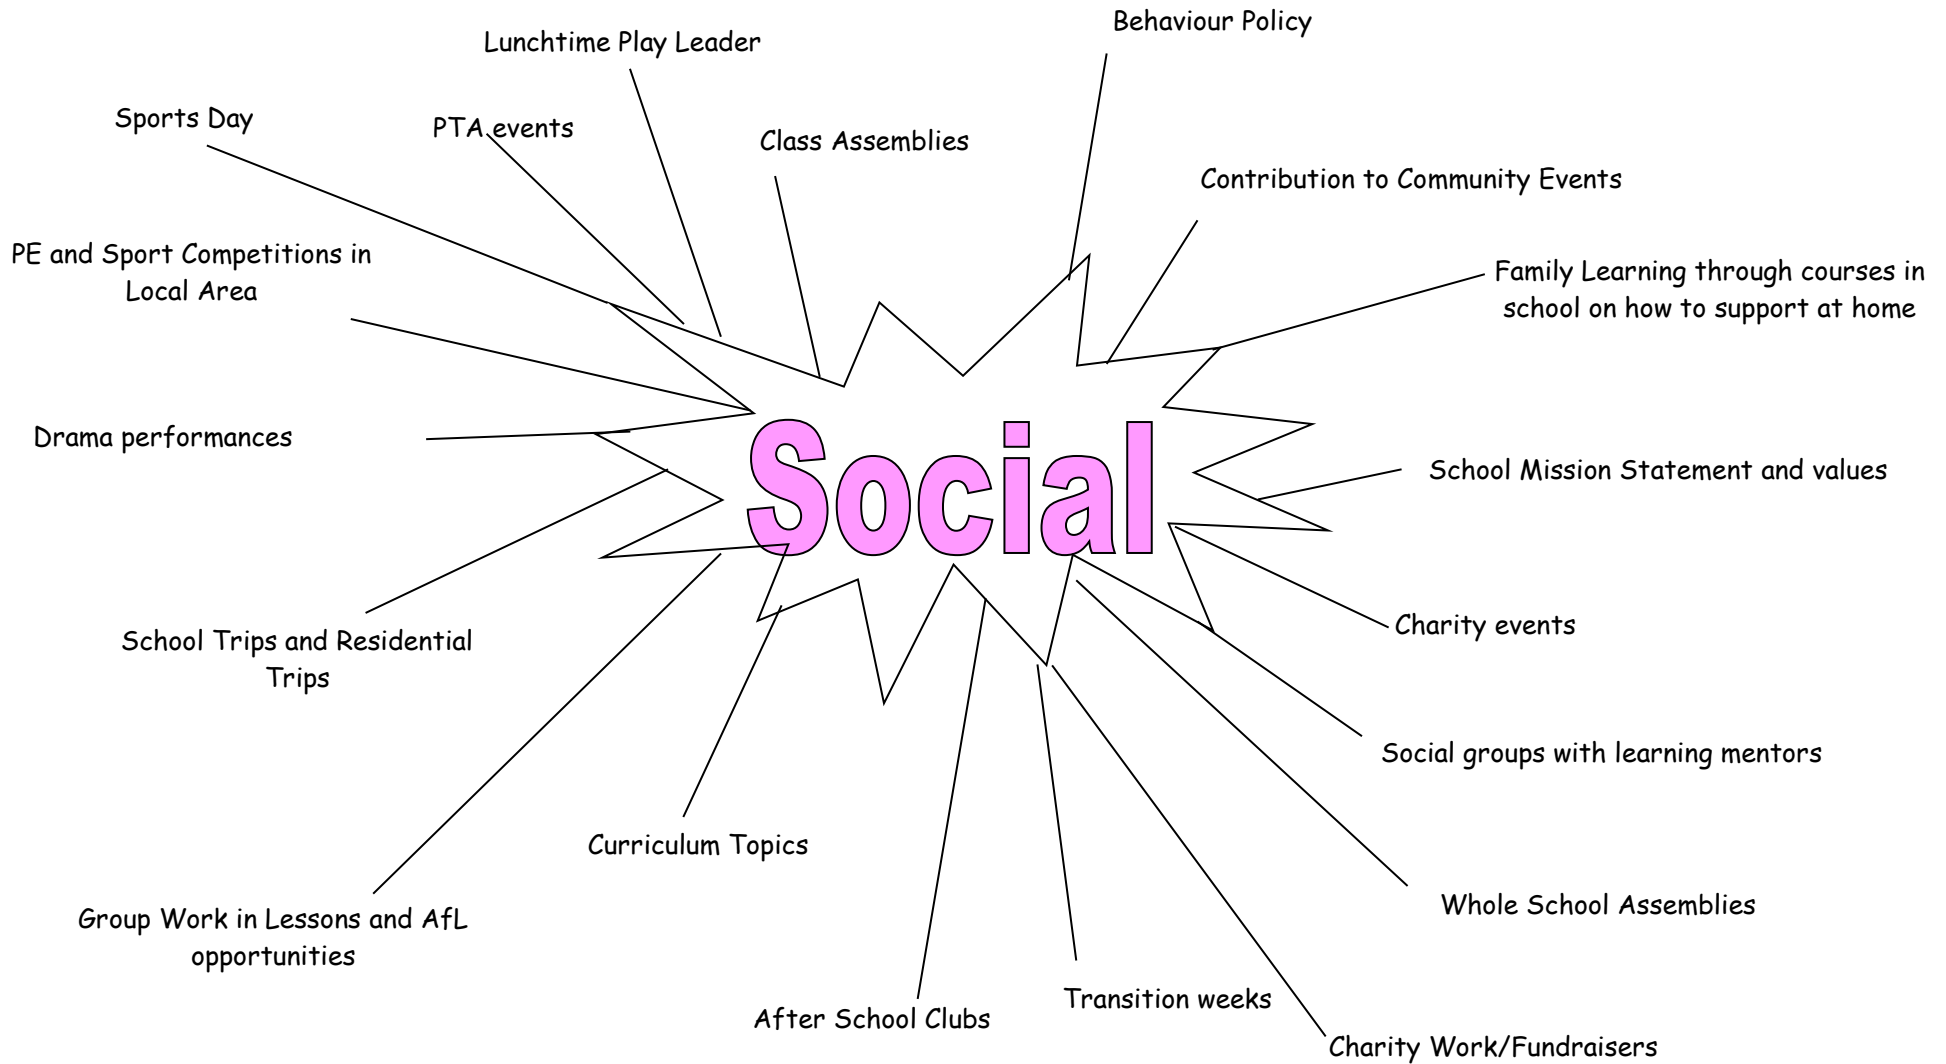 Behaviour Policy
Lunchtime Play Leader
Sports Day
PTA events
Class Assemblies
Contribution to Community Events
PE and Sport Competitions in
Local Area
Family Learning through courses in
school on how to support at home
Drama performances
Social
School Mission Statement and values
School Trips and Residential
Trips
Charity events
Social groups with learning mentors
Curriculum Topics
Group Work in Lessons and AfL
opportunities
Whole School Assemblies
After School Clubs
Transition weeks
Charity Work/Fundraisers